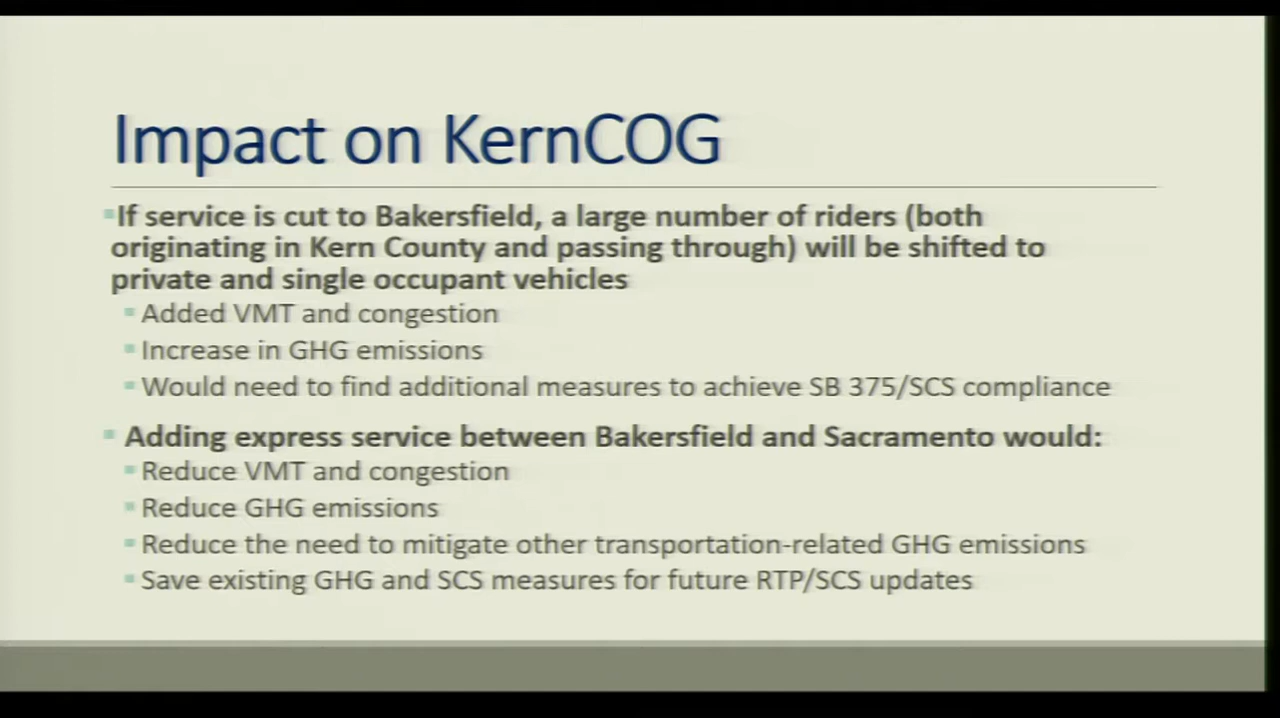 Impact on KernCOG
If service is cut to Bakersfield, a large number of riders (both
originating in Kern County and passing through) will be shifted to
private and single occupant vehicles
Added VMT and congestion
Increase in GHG emissions
Would need to find additional measures to achieve SB 375/SCS compliance
Adding express service between Bakersfield and Sacramento would:
Reduce VMT and congestion
Reduce GHG emissions
Reduce the need to mitigate other transportation-related GHG emissions
Save existing GHG and SCS measures for future RTP/SCS updates